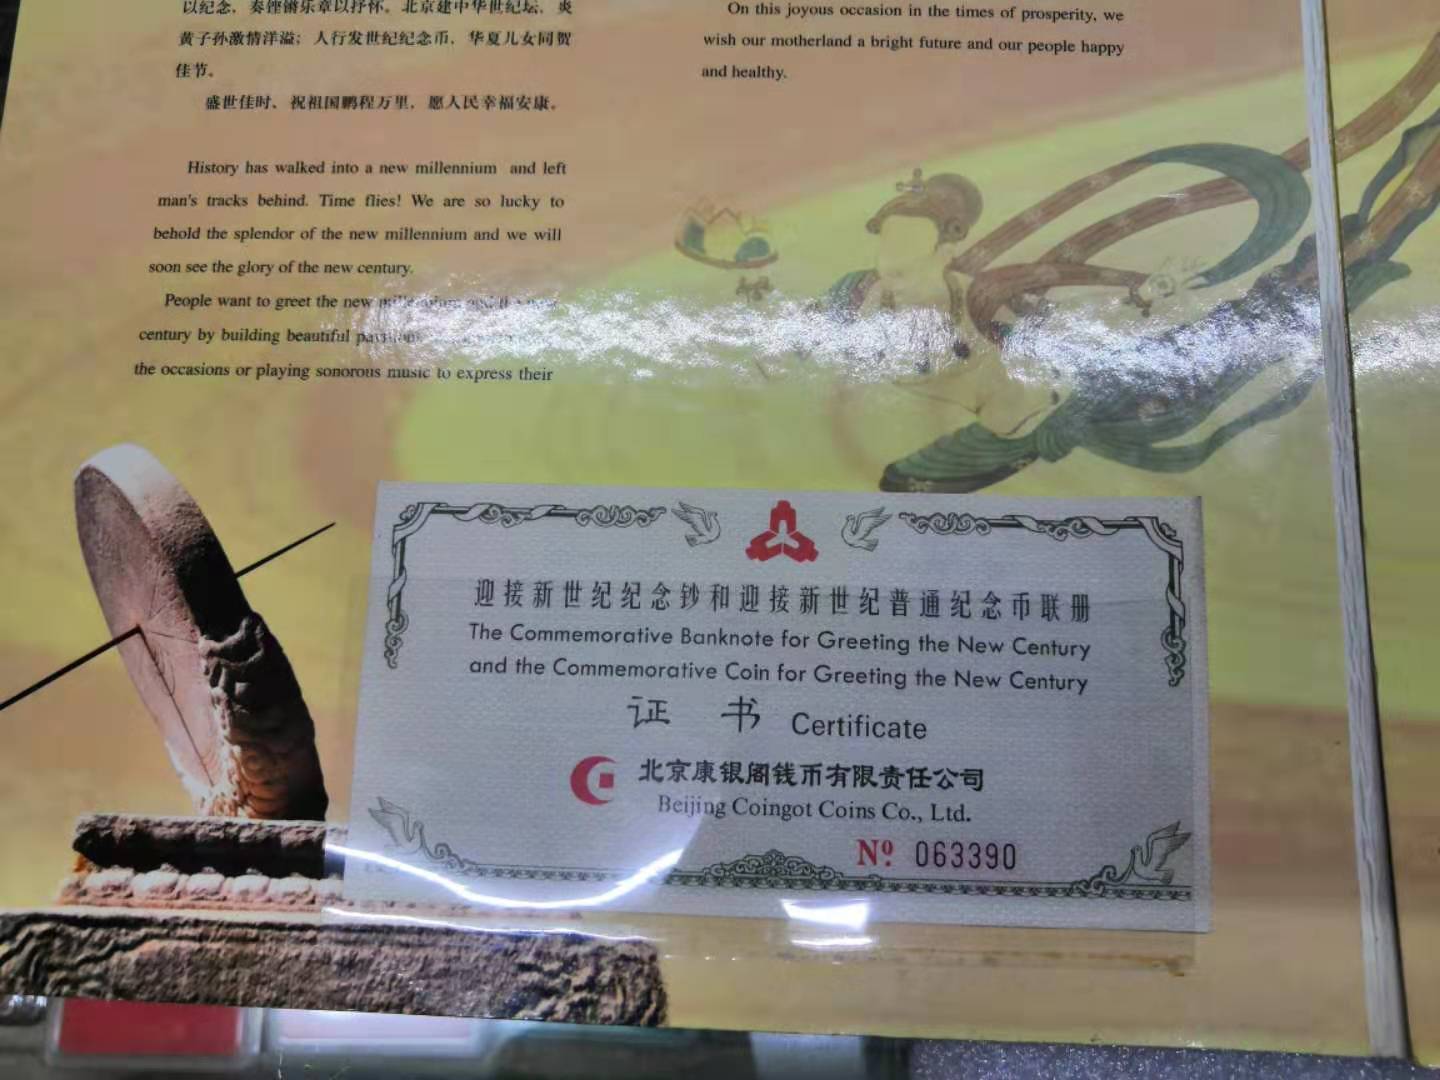 以纪念，奏铿锵乐章以抒怀。北京建中华世纪坛，炎
黄子孙激情洋溢；人行发世纪纪念币，华夏儿女同贺
佳节。
盛世佳时，祝祖国鹏程万里，愿人民幸福安康。
History has walked into a new millennium and left
man's tracks behind. Time flies! We are so lucky to
behold the splendor of the new millennium and we will
soon see the glory of the new century.
People want to greet the new millennium and the new
century by building beautiful
the occasions or playing sonorous music to express their
On this joyous occasion in the times of prosperity, we
wish our motherland a bright future and our people happy
and healthy.
迎接新世纪纪念钞和迎接新世纪普通纪念币联册
The Commemorative Banknote for Greeting the New Century
and the Commemorative Coin for Greeting the New Century
证 书 Certificate
北京康银阁钱币有限责任公司
Beijing Coingot Coins Co., Ltd.
Nº 063390